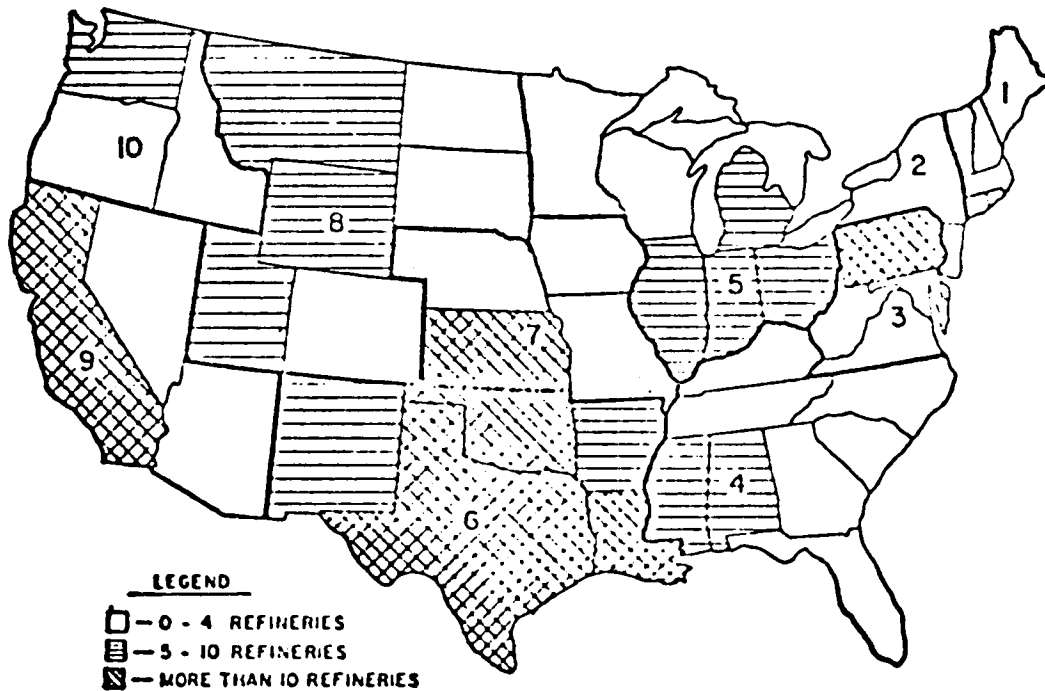 1
2
10
8
5
3
7
9
4
6
LEGEND
— 0 - 4 REFINERIES
— 5 - 10 REFINERIES
— MORE THAN 10 REFINERIES